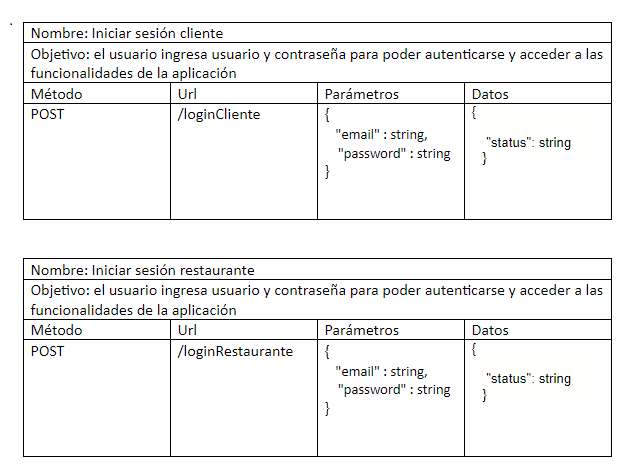 Nombre: Iniciar sesión cliente
Objetivo: el usuario ingresa usuario y contraseña para poder autenticarse y acceder a las
funcionalidades de la aplicación
Método Url Parámetros Datos
POST /loginCliente { {
"email" : string, "status": string
"password" : string }
}
Nombre: Iniciar sesión restaurante
Objetivo: el usuario ingresa usuario y contraseña para poder autenticarse y acceder a las
funcionalidades de la aplicación
Método Url Parámetros Datos
POST /loginRestaurante { {
"email" : string, "status": string
"password" : string }
}